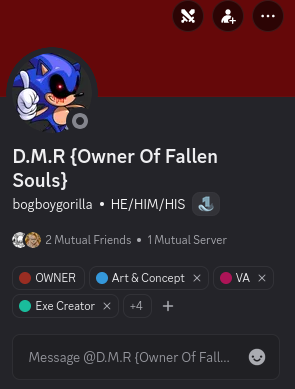 D.M.R {Owner Of Fallen
Souls}
bogboygorilla • HE/HIM/HIS
2 Mutual Friends • 1 Mutual Server
OWNER Art & Concept × VA ×
Exe Creator × +4 +
Message @D.M.R {Owner Of Fall...